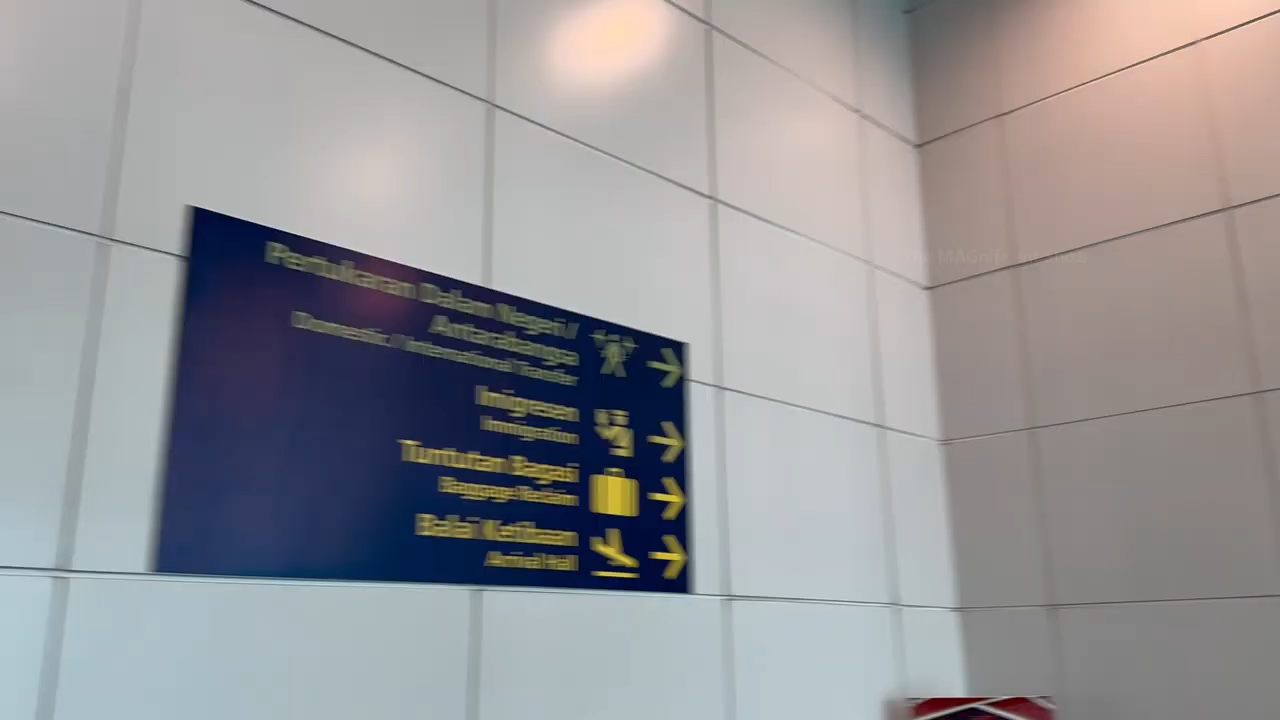 Pertukaran Dalam Negeri /
Antarabangsa
Domestic / International Transfer
Imigresen
Immigration
Tuntutan Bagasi
Baggage Reclaim
Balai Ketibaan
Arrival Hall